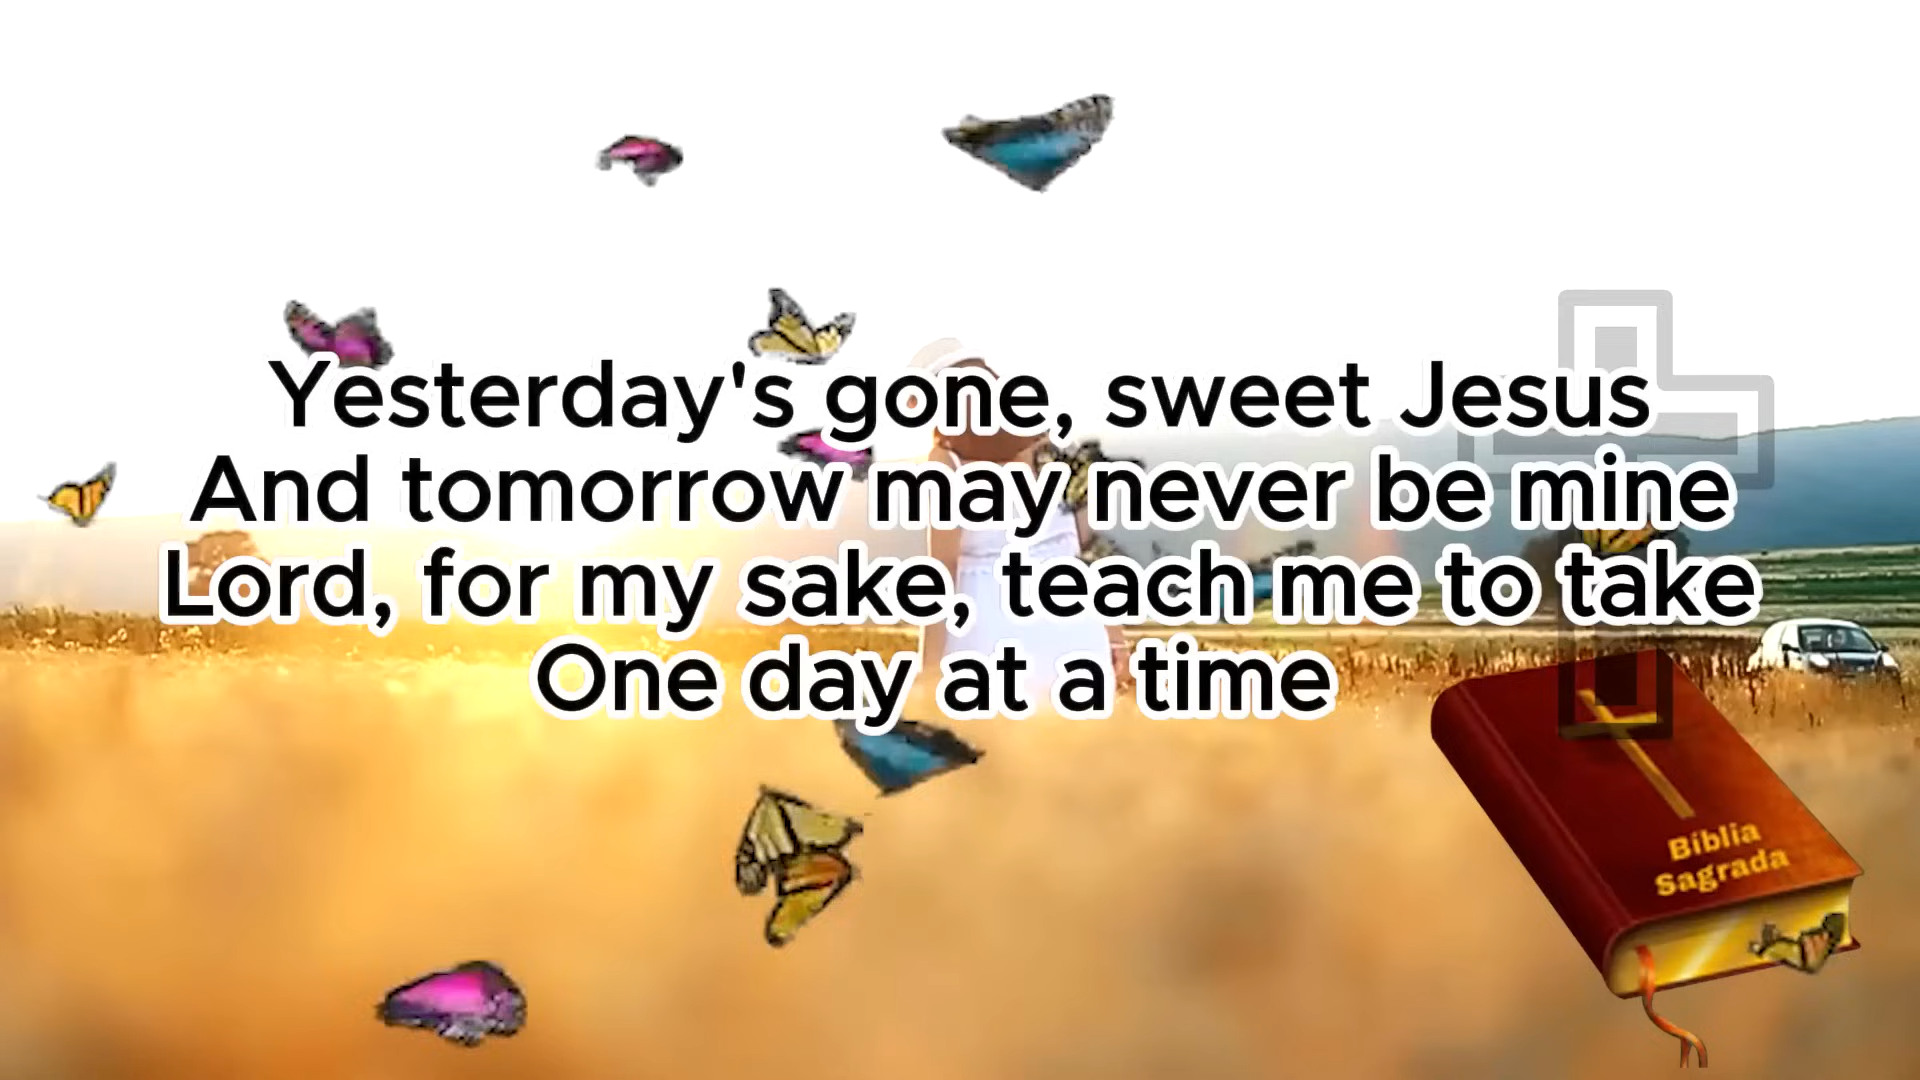 Yesterday's gone, sweet Jesus
And tomorrow may never be mine
Lord, for my sake, teach me to take
One day at a time
Bíblia
Sagrada